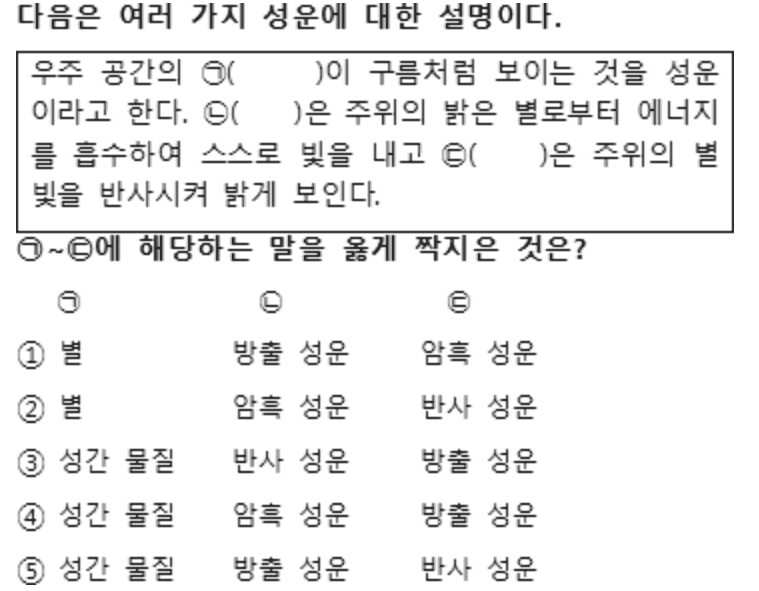 다음은 여러 가지 성운에 대한 설명이다.
우주 공간의 ㉠(      )이 구름처럼 보이는 것을 성운
이라고 한다. ㉡(    )은 주위의 밝은 별로부터 에너지
를 흡수하여 스스로 빛을 내고 ㉢(    )은 주위의 별
빛을 반사시켜 밝게 보인다.
㉠~㉢에 해당하는 말을 옳게 짝지은 것은?
㉠ ㉡ ㉢
① 별 방출 성운 암흑 성운
② 별 암흑 성운 반사 성운
③ 성간 물질 반사 성운 방출 성운
④ 성간 물질 암흑 성운 방출 성운
⑤ 성간 물질 방출 성운 반사 성운